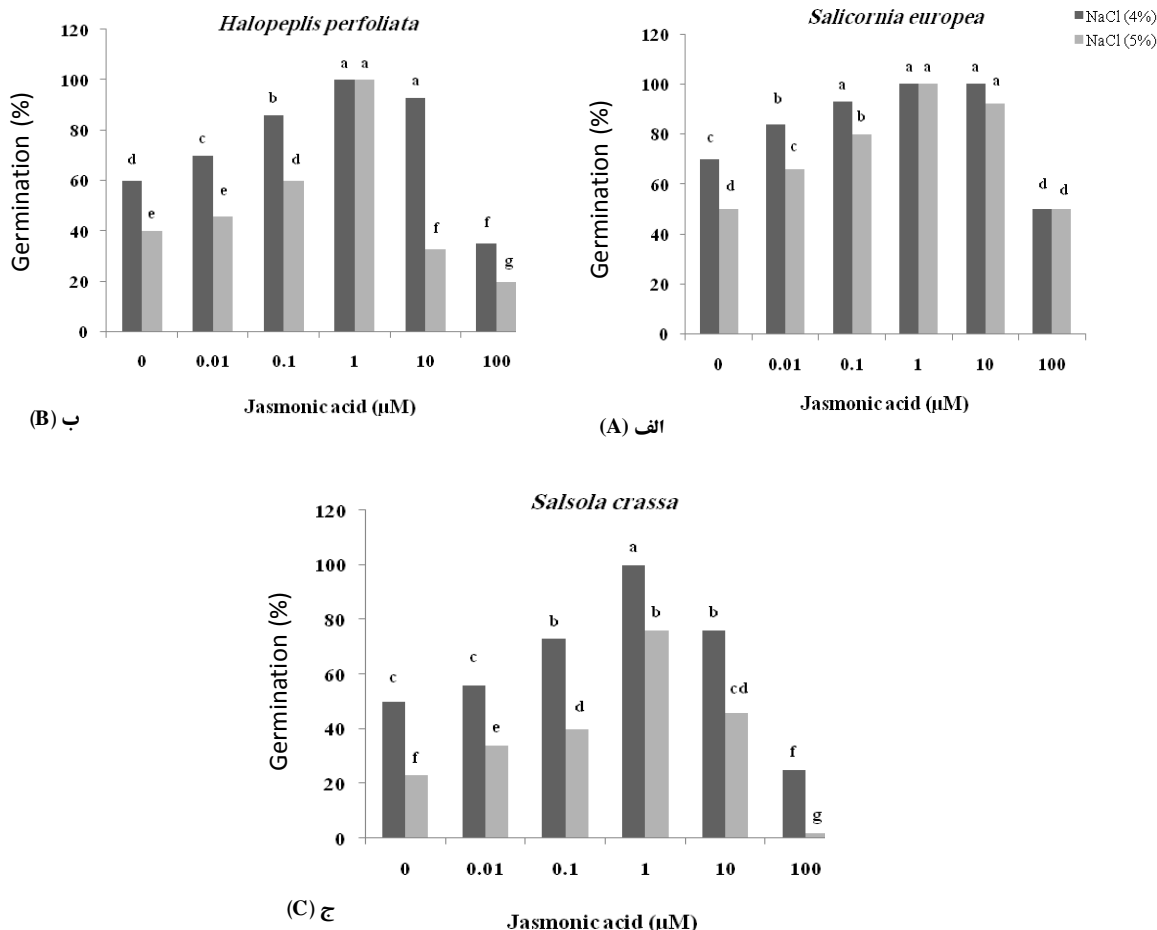 Halopeplis perfoliata
Germination (%)
120
100
80
60
40
20
0
d
e
c
e
b
d
a
a
a
f
f
g
0 0.01 0.1 1 10 100
Jasmonic acid (µM)
ب (B)
Salicornia europea
NaCl (4%)
NaCl (5%)
Germination (%)
120
100
80
60
40
20
0
c
d
b
c
a
b
a
a
a
a
d
d
0 0.01 0.1 1 10 100
Jasmonic acid (µM)
الف (A)
Salsola crassa
Germination (%)
120
100
80
60
40
20
0
c
f
c
e
b
d
a
b
b
cd
f
g
0 0.01 0.1 1 10 100
Jasmonic acid (µM)
ج (C)